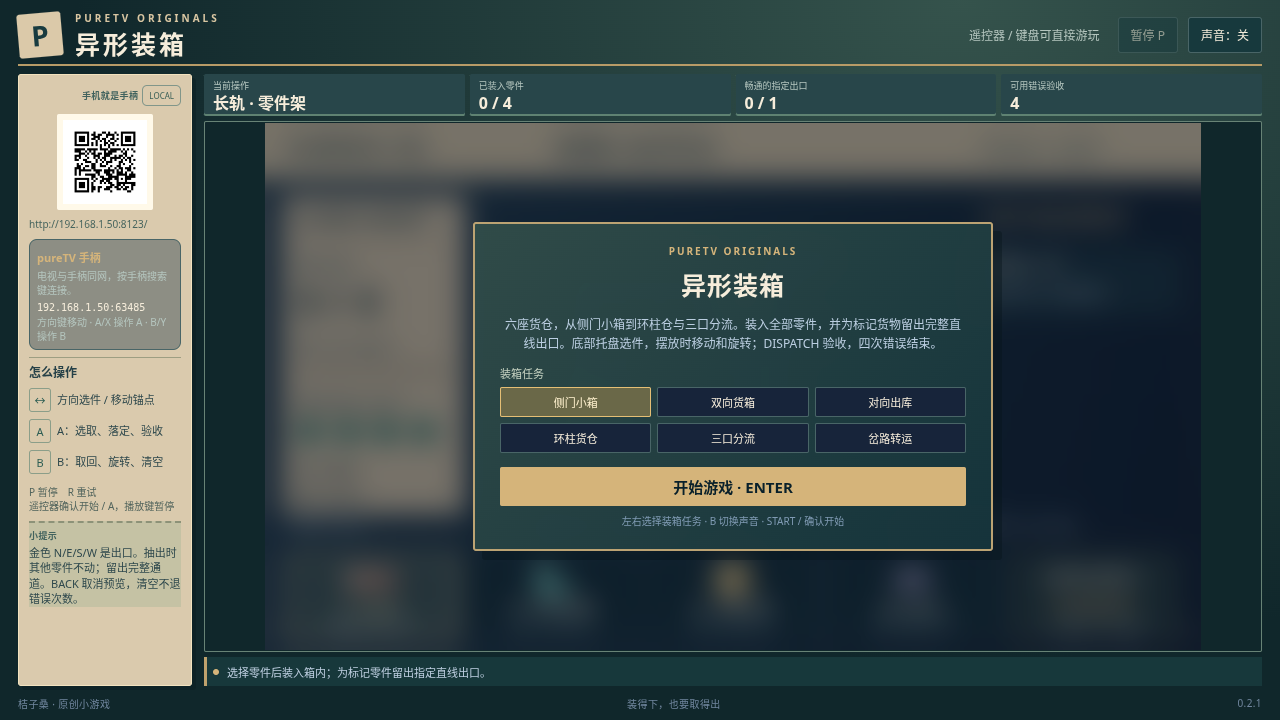 P
PURETV ORIGINALS
异形装箱
遥控器 / 键盘可直接游玩
暂停 P
声音：关
手机就是手柄
LOCAL
http://192.168.1.50:8123/
pureTV 手柄
电视与手柄同网，按手柄搜索
键连接。
192.168.1.50:63485
方向键移动 · A/X 操作 A · B/Y
操作 B
怎么操作
↔ 方向选件 / 移动锚点
A A：选取、落定、验收
B B：取回、旋转、清空
P 暂停 R 重试
遥控器确认开始 / A，播放键暂停
小提示
金色 N/E/S/W 是出口。抽出时
其他零件不动；留出完整通
道。BACK 取消预览，清空不退
错误次数。
当前操作
长轨 · 零件架
已装入零件
0 / 4
畅通的指定出口
0 / 1
可用错误验收
4
PURETV ORIGINALS
异形装箱
六座货仓，从侧门小箱到环柱仓与三口分流。装入全部零件，并为标记货物留出完整直
线出口。底部托盘选件，摆放时移动和旋转；DISPATCH 验收，四次错误结束。
装箱任务
侧门小箱
双向货箱
对向出库
环柱货仓
三口分流
岔路转运
开始游戏 · ENTER
左右选择装箱任务 · B 切换声音 · START / 确认开始
选择零件后装入箱内；为标记零件留出指定直线出口。
桔子桑 · 原创小游戏
装得下，也要取得出
0.2.1